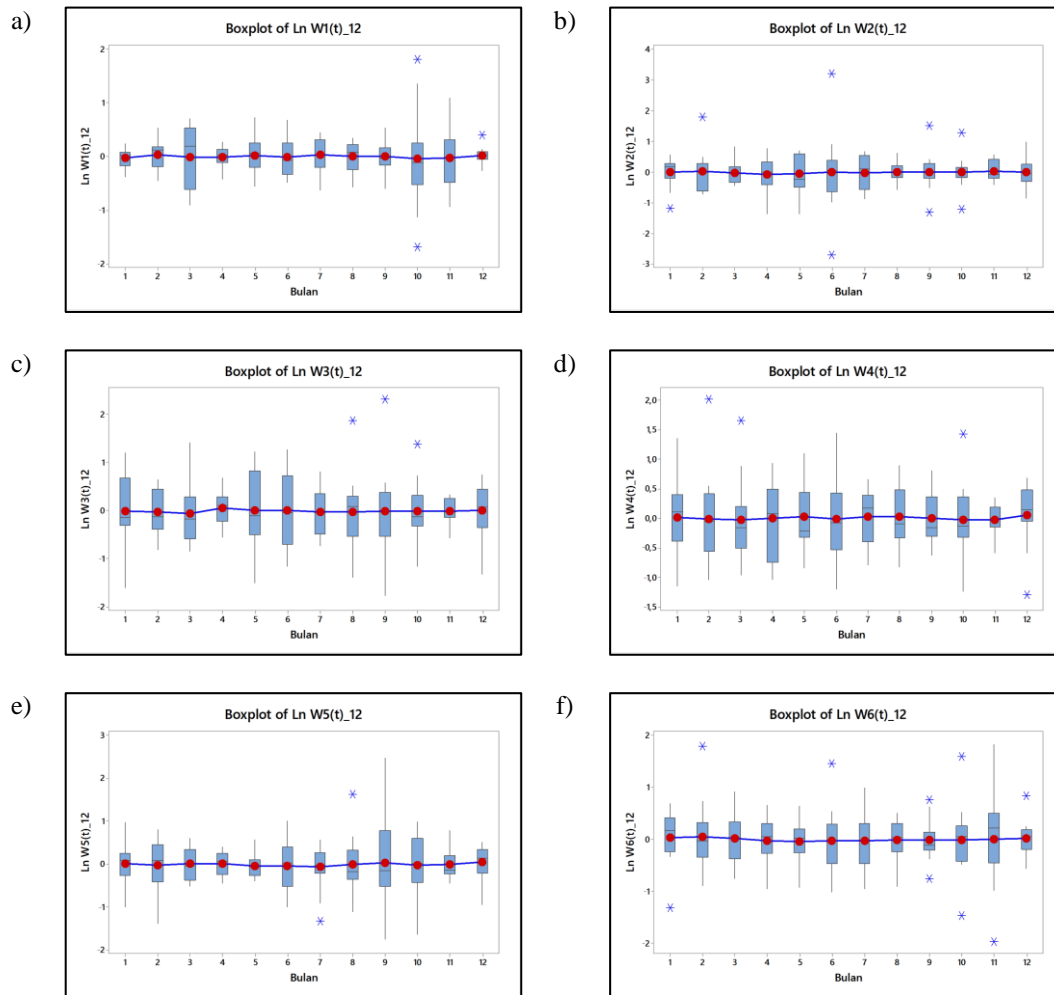 a)
Boxplot of Ln W1(t)_12
Ln W1(t)_12
2
1
0
-1
-2
1 2 3 4 5 6 7 8 9 10 11 12
Bulan
b)
Boxplot of Ln W2(t)_12
Ln W2(t)_12
4
3
2
1
0
-1
-2
-3
1 2 3 4 5 6 7 8 9 10 11 12
Bulan
c)
Boxplot of Ln W3(t)_12
Ln W3(t)_12
2
1
0
-1
-2
1 2 3 4 5 6 7 8 9 10 11 12
Bulan
d)
Boxplot of Ln W4(t)_12
Ln W4(t)_12
2,0
1,5
1,0
0,5
0,0
-0,5
-1,0
-1,5
1 2 3 4 5 6 7 8 9 10 11 12
Bulan
e)
Boxplot of Ln W5(t)_12
Ln W5(t)_12
3
2
1
0
-1
-2
1 2 3 4 5 6 7 8 9 10 11 12
Bulan
f)
Boxplot of Ln W6(t)_12
Ln W6(t)_12
2
1
0
-1
-2
1 2 3 4 5 6 7 8 9 10 11 12
Bulan